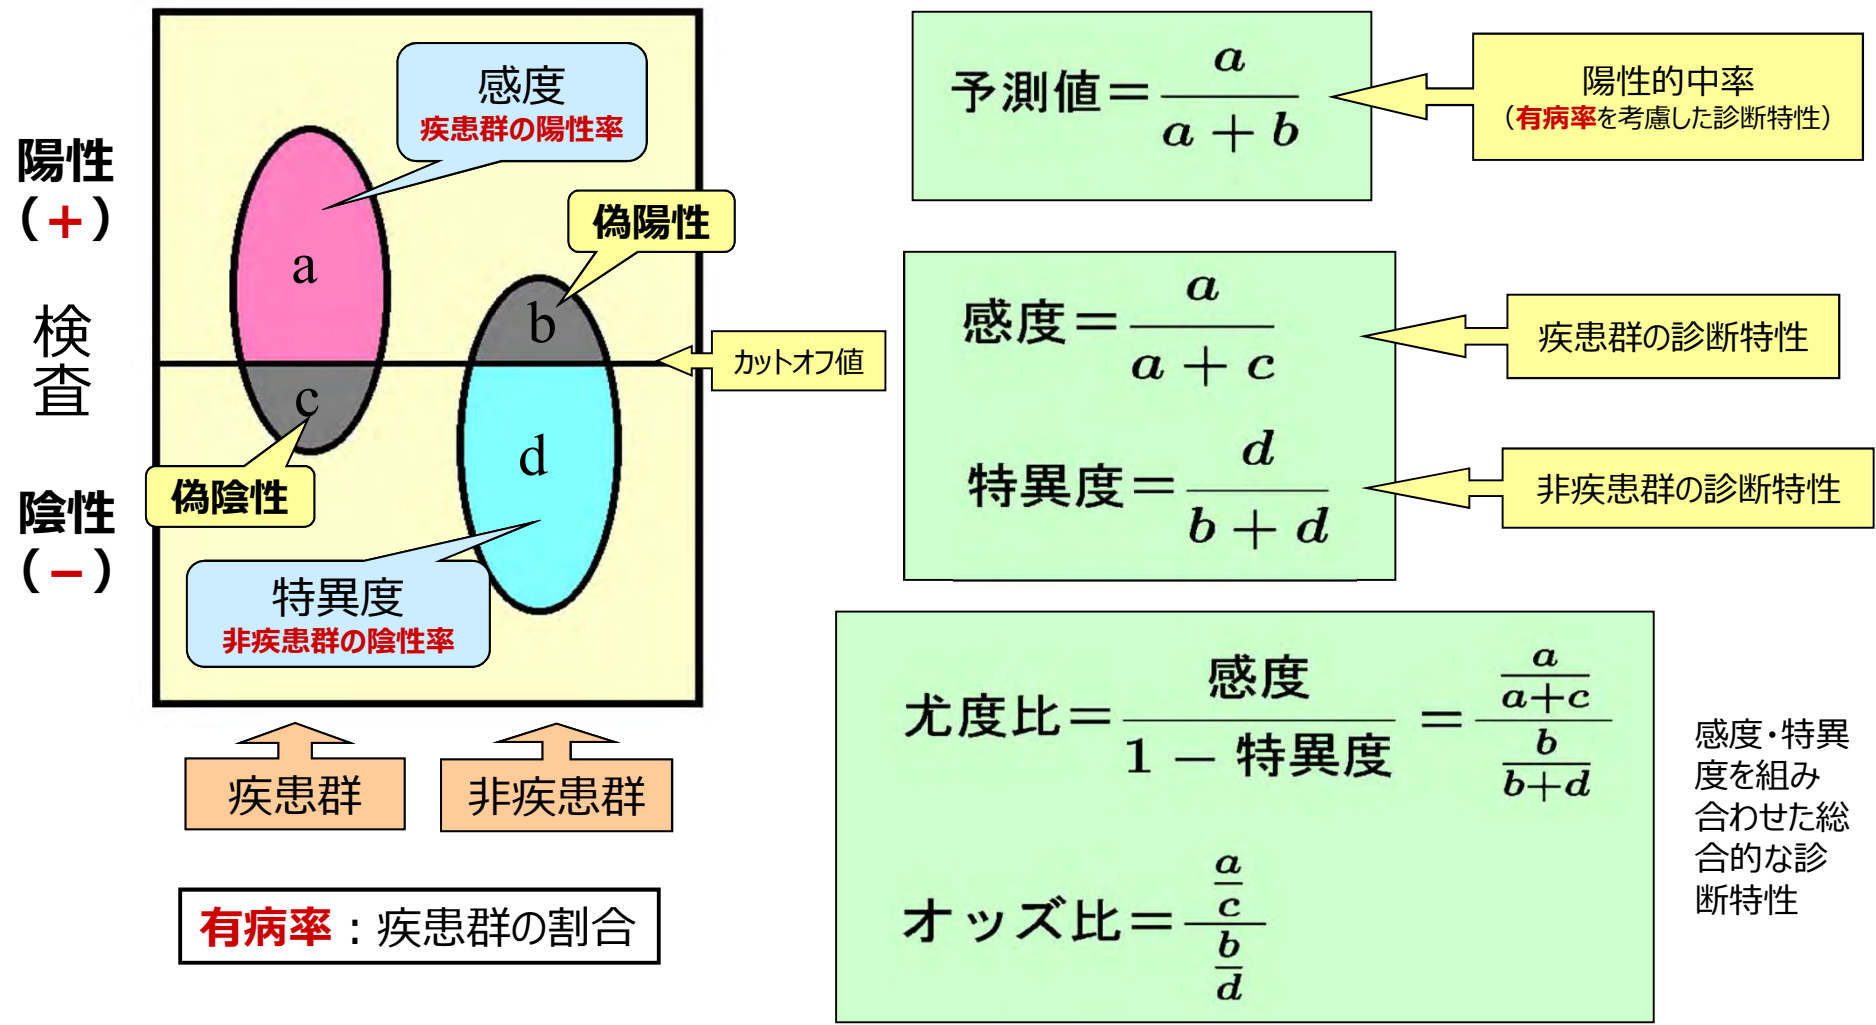 感度
疾患群の陽性率
陽性
(+)
偽陽性
a
b
検
査
カットオフ値
c
d
偽陰性
陰性
(−)
特異度
非疾患群の陰性率
疾患群
非疾患群
有病率：疾患群の割合
予測値=a/(a + b)
陽性的中率
（有病率を考慮した診断特性）
感度=a/(a + c)
疾患群の診断特性
特異度=d/(b + d)
非疾患群の診断特性
尤度比=感度/(1 − 特異度) = (a/(a+c))/(b/(b+d))
オッズ比=(a/c)/(b/d)
感度・特異
度を組み
合わせた総
合的な診
断特性